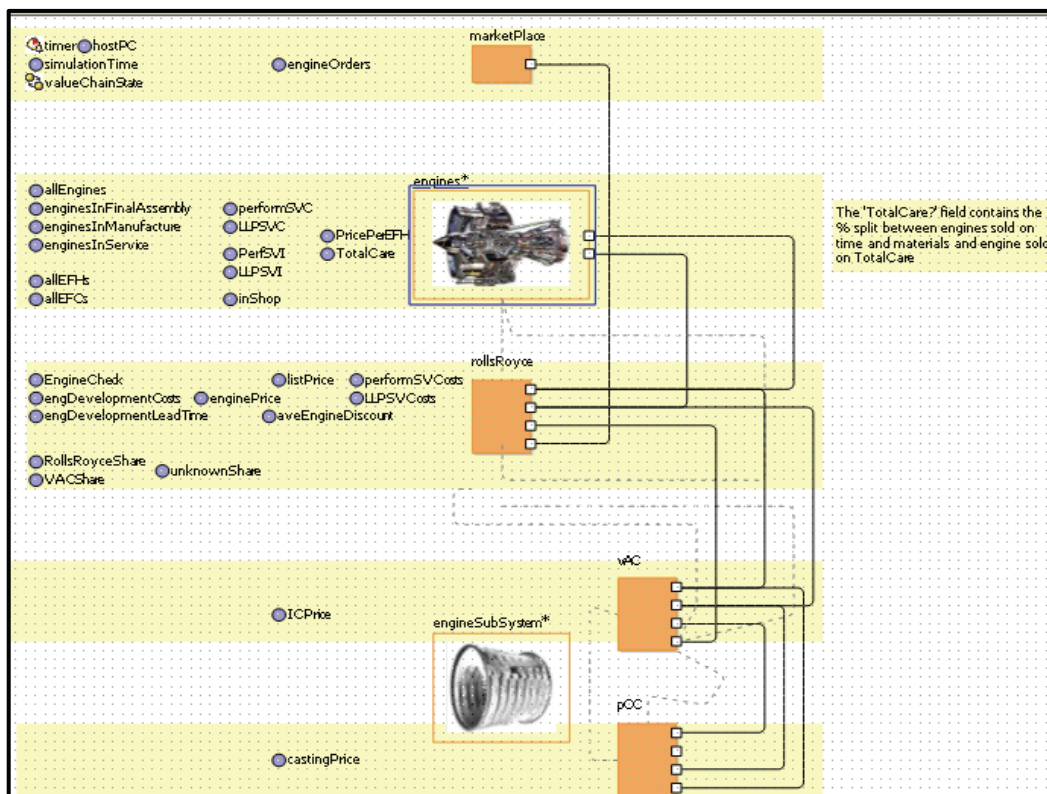 marketPlace
timer hostPC
simulationTime engineOrders
valueChainState
engines*
allEngines
enginesInFinalAssembly performSVC
enginesInManufacture LLPSVC
PricePerEFH
enginesInService PerfSVI TotalCare
LLPSVI
allEFHs
allEFCs inShop
The 'TotalCare?' field contains the
% split between engines sold on
time and materials and engine sold
on TotalCare
rollsRoyce
EngineCheck listPrice performSVCosts
engDevelopmentCosts enginePrice LLPSVCosts
engDevelopmentLeadTime aveEngineDiscount
RollsRoyceShare
unknownShare
VACShare
vAC
ICPrice
engineSubSystem*
pCC
castingPrice